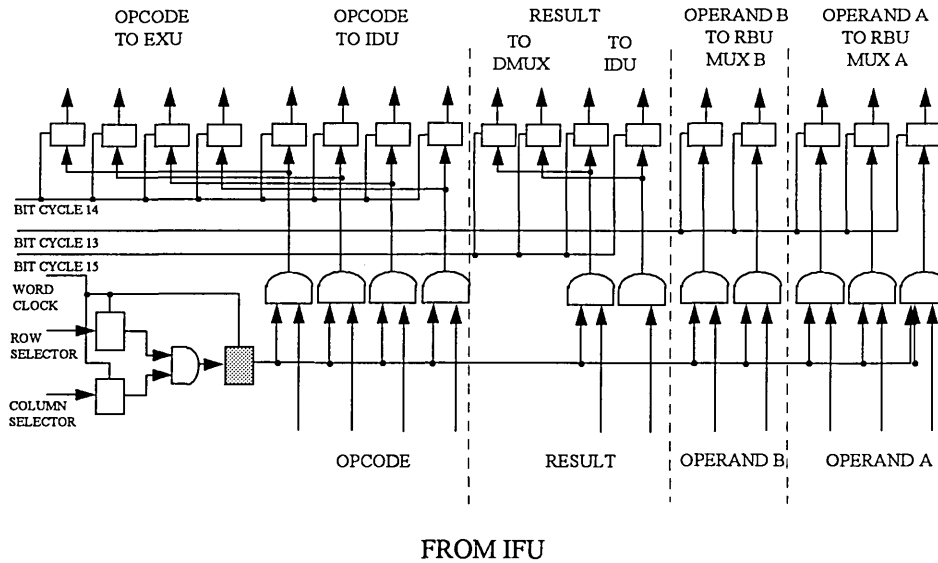 OPCODE
TO EXU
OPCODE
TO IDU
RESULT
TO
DMUX
TO
IDU
OPERAND B
TO RBU
MUX B
OPERAND A
TO RBU
MUX A
BIT CYCLE 14
BIT CYCLE 13
BIT CYCLE 15
WORD
CLOCK
ROW
SELECTOR
COLUMN
SELECTOR
OPCODE
RESULT
OPERAND B
OPERAND A
FROM IFU